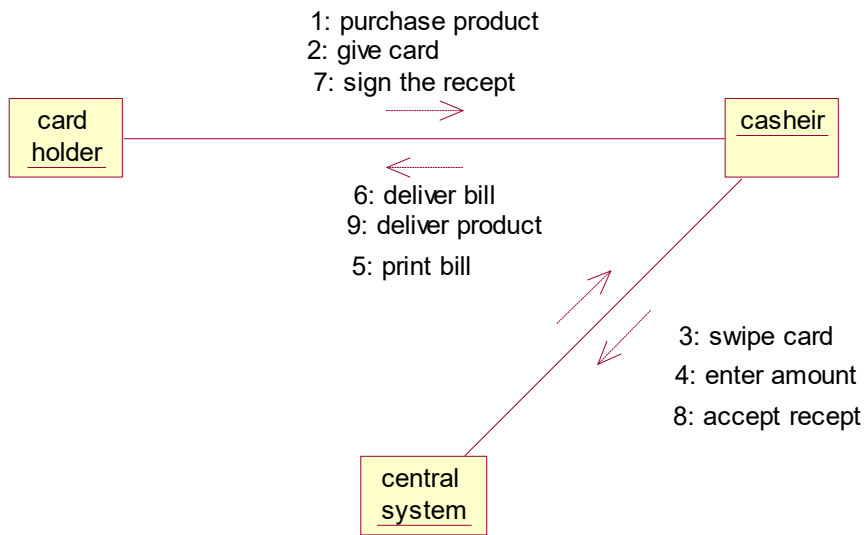 1: purchase product
2: give card
7: sign the recept
card
holder
casheir
6: deliver bill
9: deliver product
5: print bill
3: swipe card
4: enter amount
8: accept recept
central
system